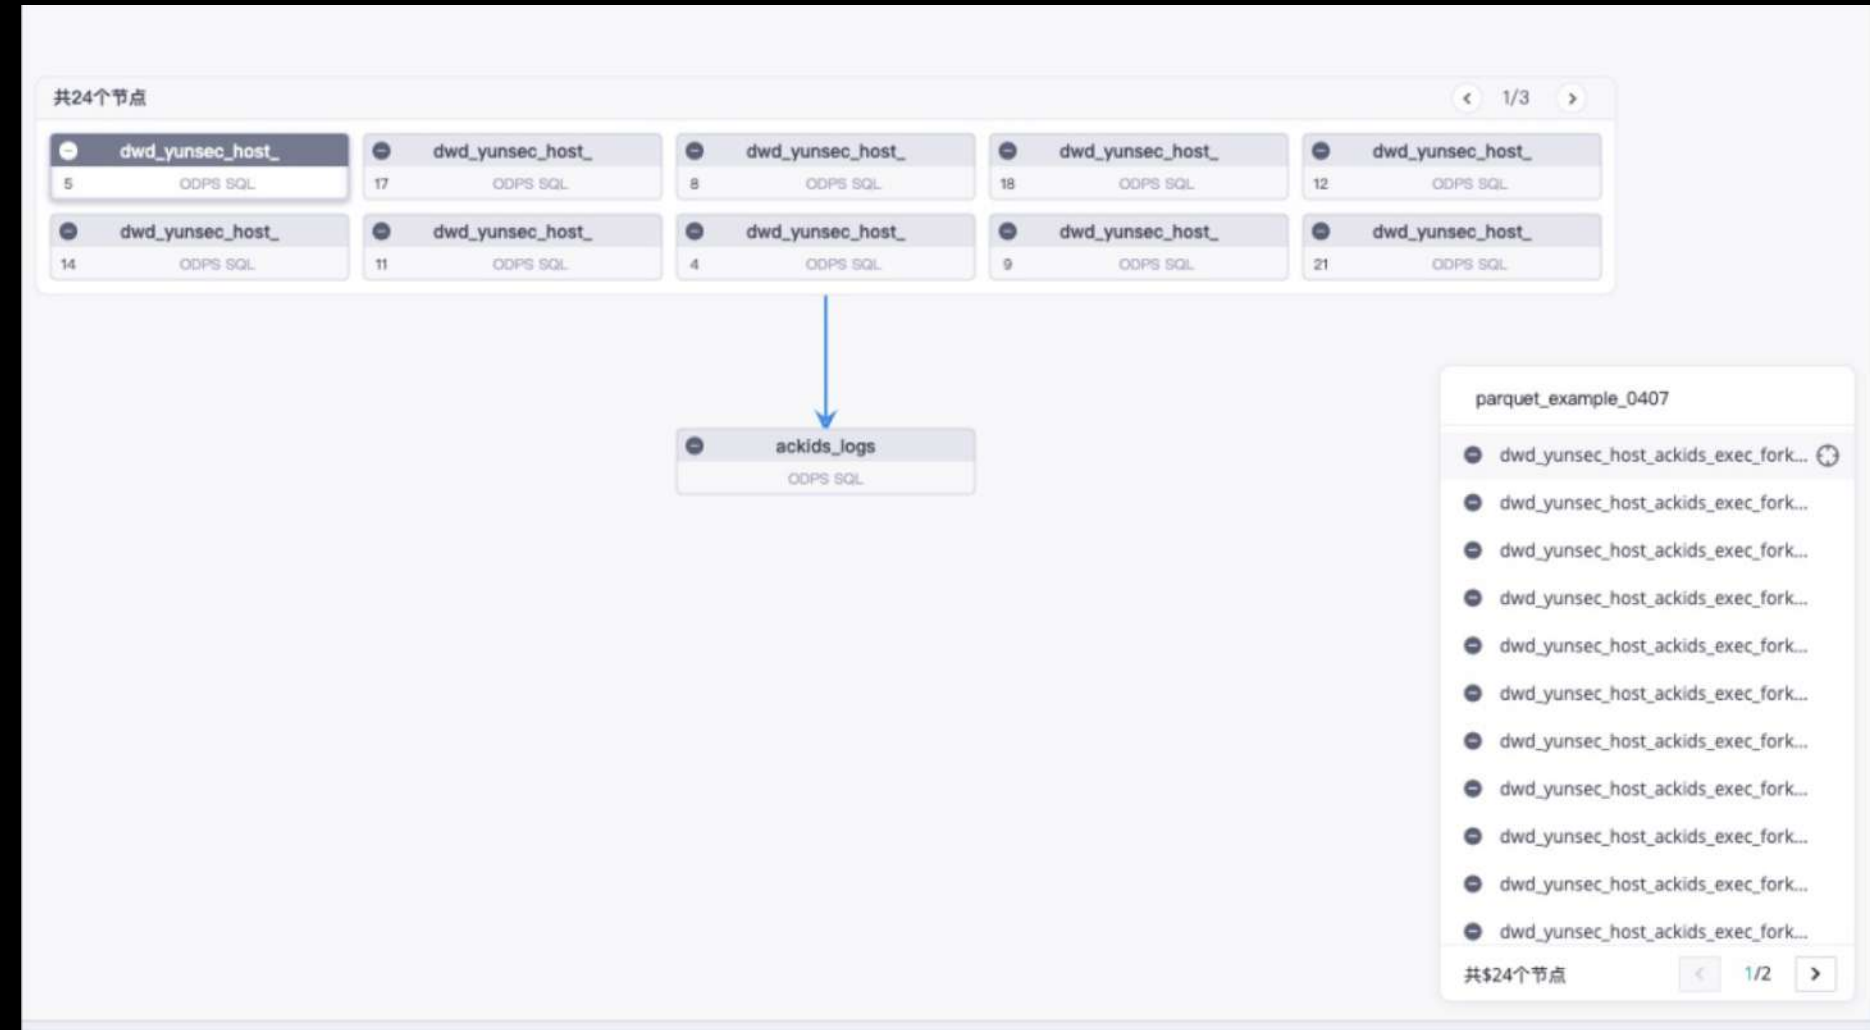 共24个节点 1/3
dwd_yunsec_host_ dwd_yunsec_host_ dwd_yunsec_host_ dwd_yunsec_host_ dwd_yunsec_host_
5 ODPS SQL 17 ODPS SQL 8 ODPS SQL 18 ODPS SQL 12 ODPS SQL
dwd_yunsec_host_ dwd_yunsec_host_ dwd_yunsec_host_ dwd_yunsec_host_ dwd_yunsec_host_
14 ODPS SQL 11 ODPS SQL 4 ODPS SQL 9 ODPS SQL 21 ODPS SQL
ackids_logs
ODPS SQL
parquet_example_0407
dwd_yunsec_host_ackids_exec_fork...
dwd_yunsec_host_ackids_exec_fork...
dwd_yunsec_host_ackids_exec_fork...
dwd_yunsec_host_ackids_exec_fork...
dwd_yunsec_host_ackids_exec_fork...
dwd_yunsec_host_ackids_exec_fork...
dwd_yunsec_host_ackids_exec_fork...
dwd_yunsec_host_ackids_exec_fork...
dwd_yunsec_host_ackids_exec_fork...
dwd_yunsec_host_ackids_exec_fork...
dwd_yunsec_host_ackids_exec_fork...
共$24个节点 1/2